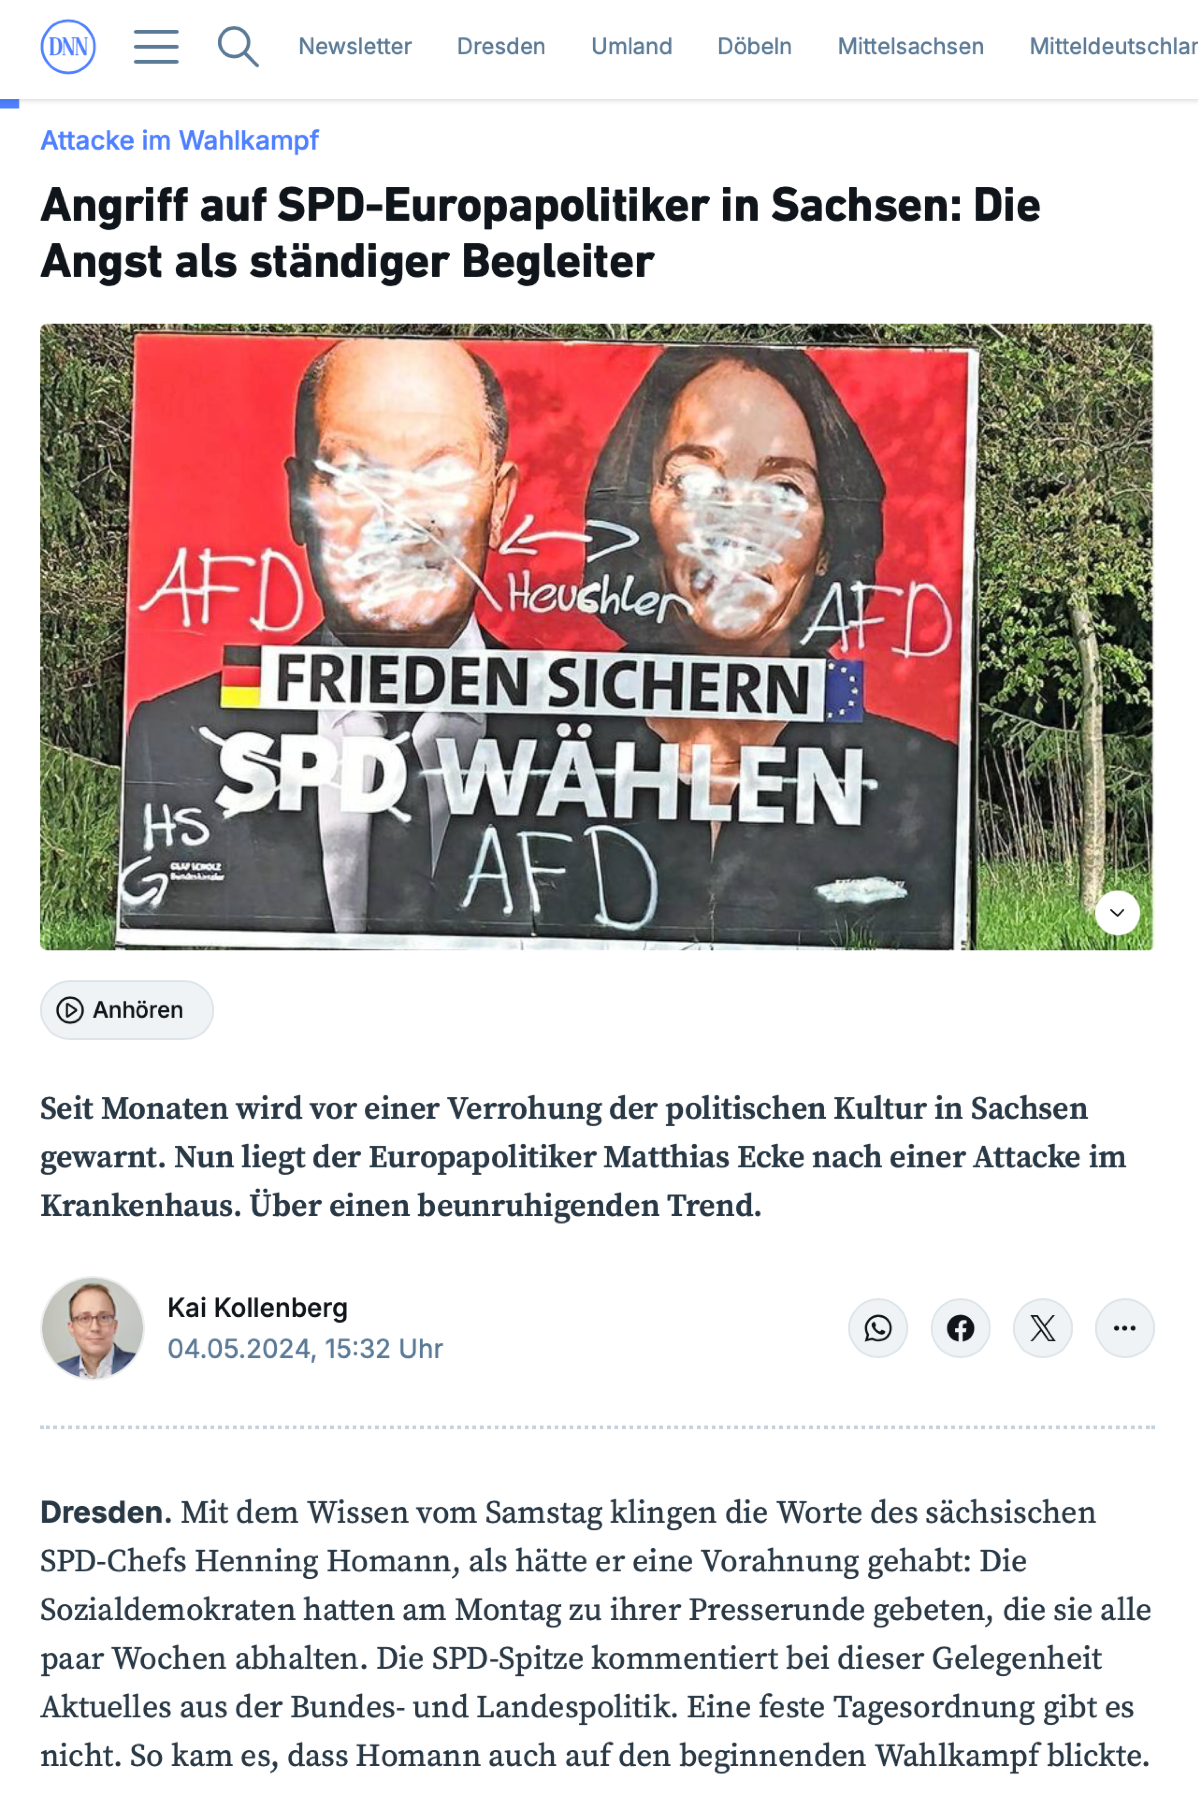 DNN
Newsletter Dresden Umland Döbeln Mittelsachsen Mitteldeutschlan
Attacke im Wahlkampf
Angriff auf SPD-Europapolitiker in Sachsen: Die
Angst als ständiger Begleiter
AFD
Heuchler
AFD
FRIEDEN SICHERN
SPD WÄHLEN
HS
G
OLAF SCHOLZ
Bundeskanzler
AFD
Anhören
Seit Monaten wird vor einer Verrohung der politischen Kultur in Sachsen
gewarnt. Nun liegt der Europapolitiker Matthias Ecke nach einer Attacke im
Krankenhaus. Über einen beunruhigenden Trend.
Kai Kollenberg
04.05.2024, 15:32 Uhr
Dresden. Mit dem Wissen vom Samstag klingen die Worte des sächsischen
SPD-Chefs Henning Homann, als hätte er eine Vorahnung gehabt: Die
Sozialdemokraten hatten am Montag zu ihrer Presserunde gebeten, die sie alle
paar Wochen abhalten. Die SPD-Spitze kommentiert bei dieser Gelegenheit
Aktuelles aus der Bundes- und Landespolitik. Eine feste Tagesordnung gibt es
nicht. So kam es, dass Homann auch auf den beginnenden Wahlkampf blickte.